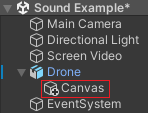 Sound Example*
Main Camera
Directional Light
Screen Video
Drone
Canvas
EventSystem